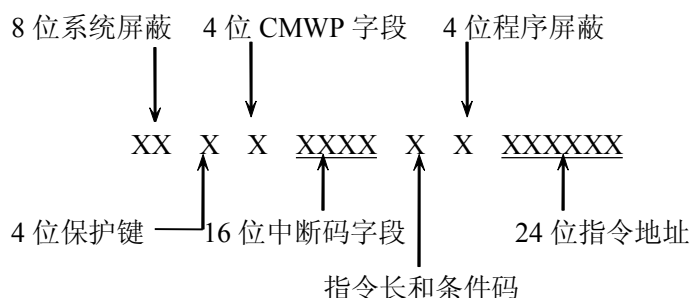 8 位系统屏蔽 4 位 CMWP 字段 4 位程序屏蔽
XX X X XXXX X X XXXXXX
4 位保护键 16 位中断码字段 24 位指令地址
指令长和条件码